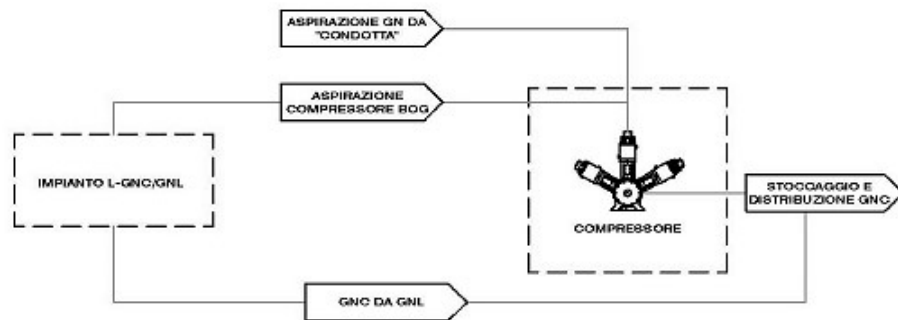 ASPIRAZIONE GN DA
"CONDOTTA"
ASPIRAZIONE
COMPRESSORE BOG
IMPIANTO L-GNC/GNL
STOCCAGGIO E
DISTRIBUZIONE GNC
COMPRESSORE
GNC DA GNL